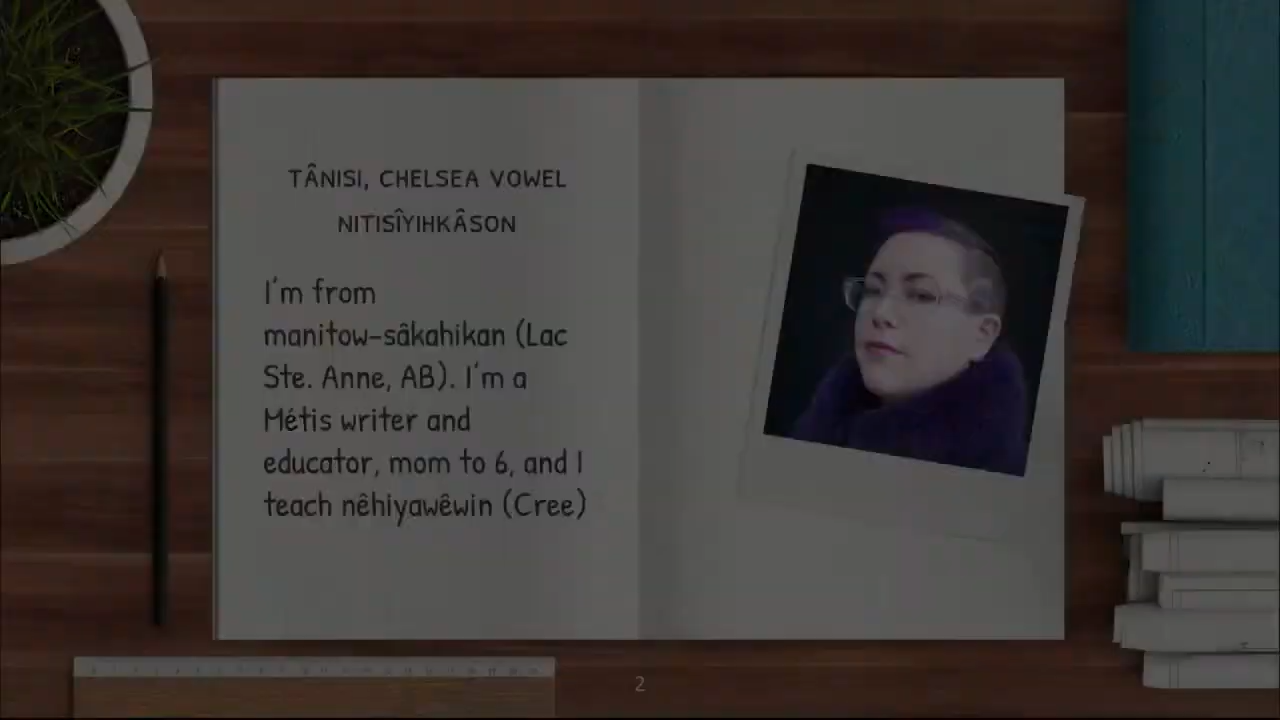 TÂNISI, CHELSEA VOWEL
NITISÎYIHKÂSON
I'm from
manitow-sâkahikan (Lac
Ste. Anne, AB). I'm a
Métis writer and
educator, mom to 6, and I
teach nêhiyawêwin (Cree)
2